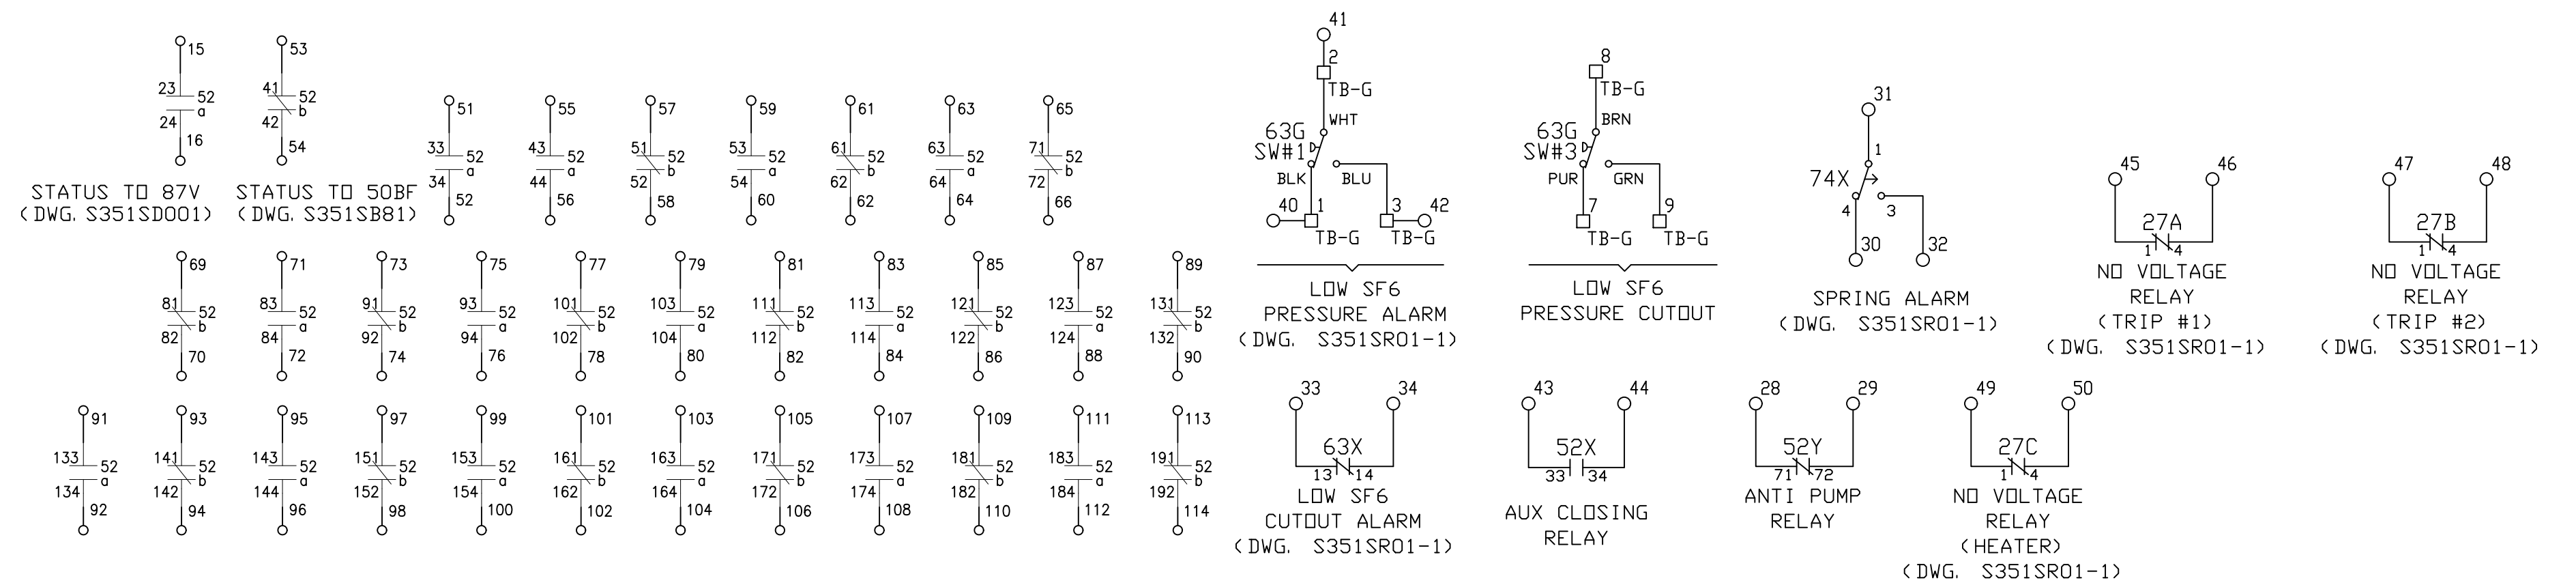 15
23 52
a
24
16
STATUS TO 87V
(DWG. S351SD001)
53
41 52
b
42
54
STATUS TO 50BF
(DWG. S351SB81)
51
33 52
a
34
52
55
43 52
a
44
56
57
51 52
b
52
58
59
53 52
a
54
60
61
61 52
b
62
62
63
63 52
a
64
64
65
71 52
b
72
66
69
81 52
b
82
70
71
83 52
a
84
72
73
91 52
b
92
74
75
93 52
a
94
76
77
101 52
b
102
78
79
103 52
a
104
80
81
111 52
b
112
82
83
113 52
a
114
84
85
121 52
b
122
86
87
123 52
a
124
88
89
131 52
b
132
90
91
133 52
a
134
92
93
141 52
b
142
94
95
143 52
a
144
96
97
151 52
b
152
98
99
153 52
a
154
100
101
161 52
b
162
102
103
163 52
a
164
104
105
171 52
b
172
106
107
173 52
a
174
108
109
181 52
b
182
110
111
183 52
a
184
112
113
191 52
b
192
114
41
2
TB-G
WHT
63G
SW#1
BLK BLU
40 1 3 42
TB-G TB-G
LOW SF6
PRESSURE ALARM
(DWG. S351SR01-1)
8
TB-G
BRN
63G
SW#3
PUR GRN
7 9
TB-G TB-G
LOW SF6
PRESSURE CUTOUT
31
1
74X
4 3
30 32
SPRING ALARM
(DWG. S351SR01-1)
45 46
27A
1 4
NO VOLTAGE
RELAY
(TRIP #1)
(DWG. S351SR01-1)
47 48
27B
1 4
NO VOLTAGE
RELAY
(TRIP #2)
(DWG. S351SR01-1)
33 34
63X
13 14
LOW SF6
CUTOUT ALARM
(DWG. S351SR01-1)
43 44
52X
33 34
AUX CLOSING
RELAY
28 29
52Y
71 72
ANTI PUMP
RELAY
49 50
27C
1 4
NO VOLTAGE
RELAY
(HEATER)
(DWG. S351SR01-1)